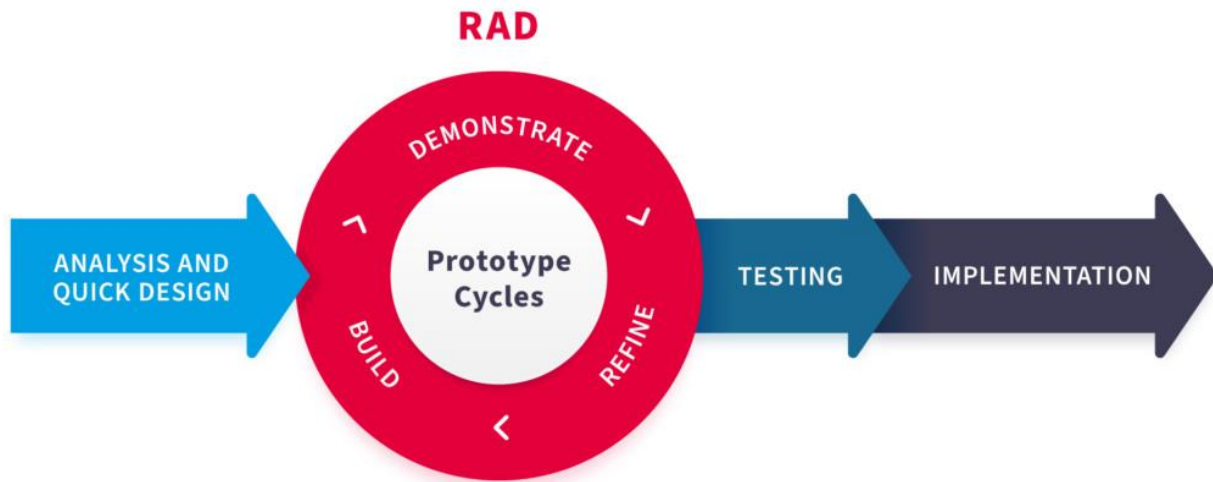 RAD
DEMONSTRATE
ANALYSIS AND
QUICK DESIGN
Prototype
Cycles
BUILD
REFINE
TESTING
IMPLEMENTATION